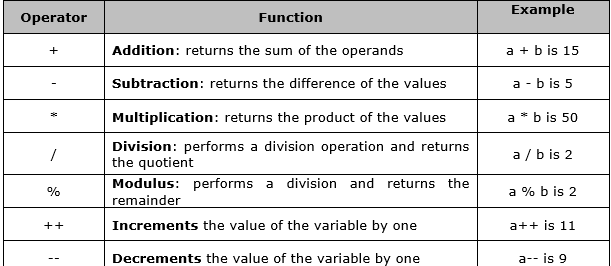 Operator Function Example
+ Addition: returns the sum of the operands a + b is 15
- Subtraction: returns the difference of the values a - b is 5
* Multiplication: returns the product of the values a * b is 50
/ Division: performs a division operation and returns the quotient a / b is 2
% Modulus: performs a division and returns the remainder a % b is 2
++ Increments the value of the variable by one a++ is 11
-- Decrements the value of the variable by one a-- is 9